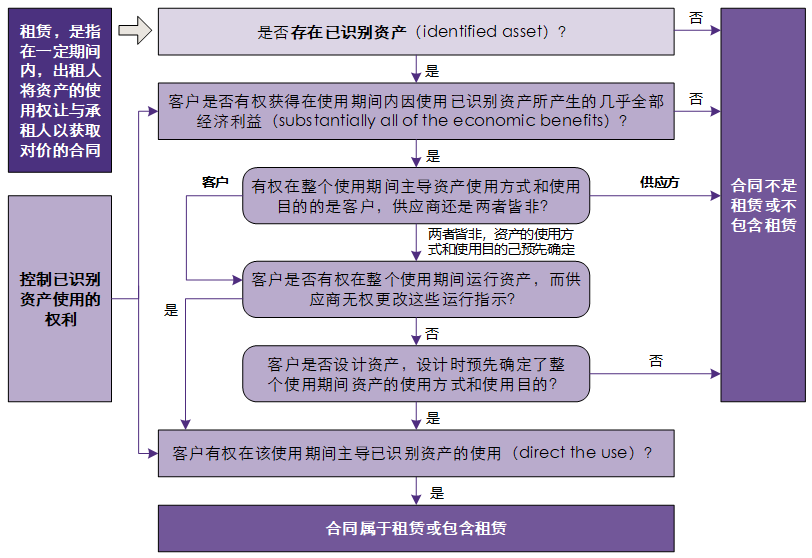 租赁，是指
在一定期间
内，出租人
将资产的使
用权让与承
租人以获取
对价的合同
是否存在已识别资产（identified asset）？
否
是
客户是否有权获得在使用期间内因使用已识别资产所产生的几乎全部
经济利益（substantially all of the economic benefits）？
否
是
客户
有权在整个使用期间主导资产使用方式和使用
目的的是客户，供应商还是两者皆非？
供应方
合同不是
租赁或不
包含租赁
两者皆非，资产的使用方
式和使用目的己预先确定
控制已识别
资产使用的
权利
客户是否有权在整个使用期间运行资产，而供
应商无权更改这些运行指示？
是
否
客户是否设计资产，设计时预先确定了整
个使用期间资产的使用方式和使用目的？
否
是
客户有权在该使用期间主导已识别资产的使用（direct the use）？
是
合同属于租赁或包含租赁